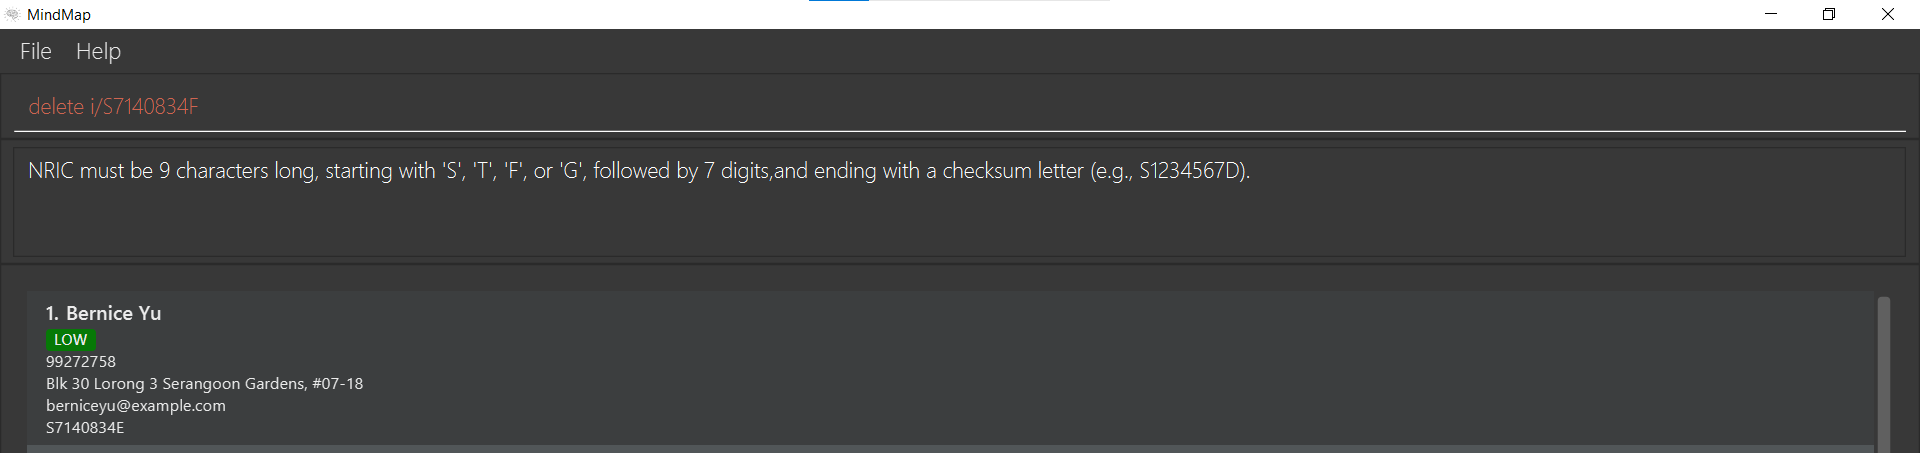 MindMap
File Help
delete i/S7140834F
NRIC must be 9 characters long, starting with 'S', 'T', 'F', or 'G', followed by 7 digits,and ending with a checksum letter (e.g., S1234567D).
1. Bernice Yu
LOW
99272758
Blk 30 Lorong 3 Serangoon Gardens, #07-18
berniceyu@example.com
S7140834E